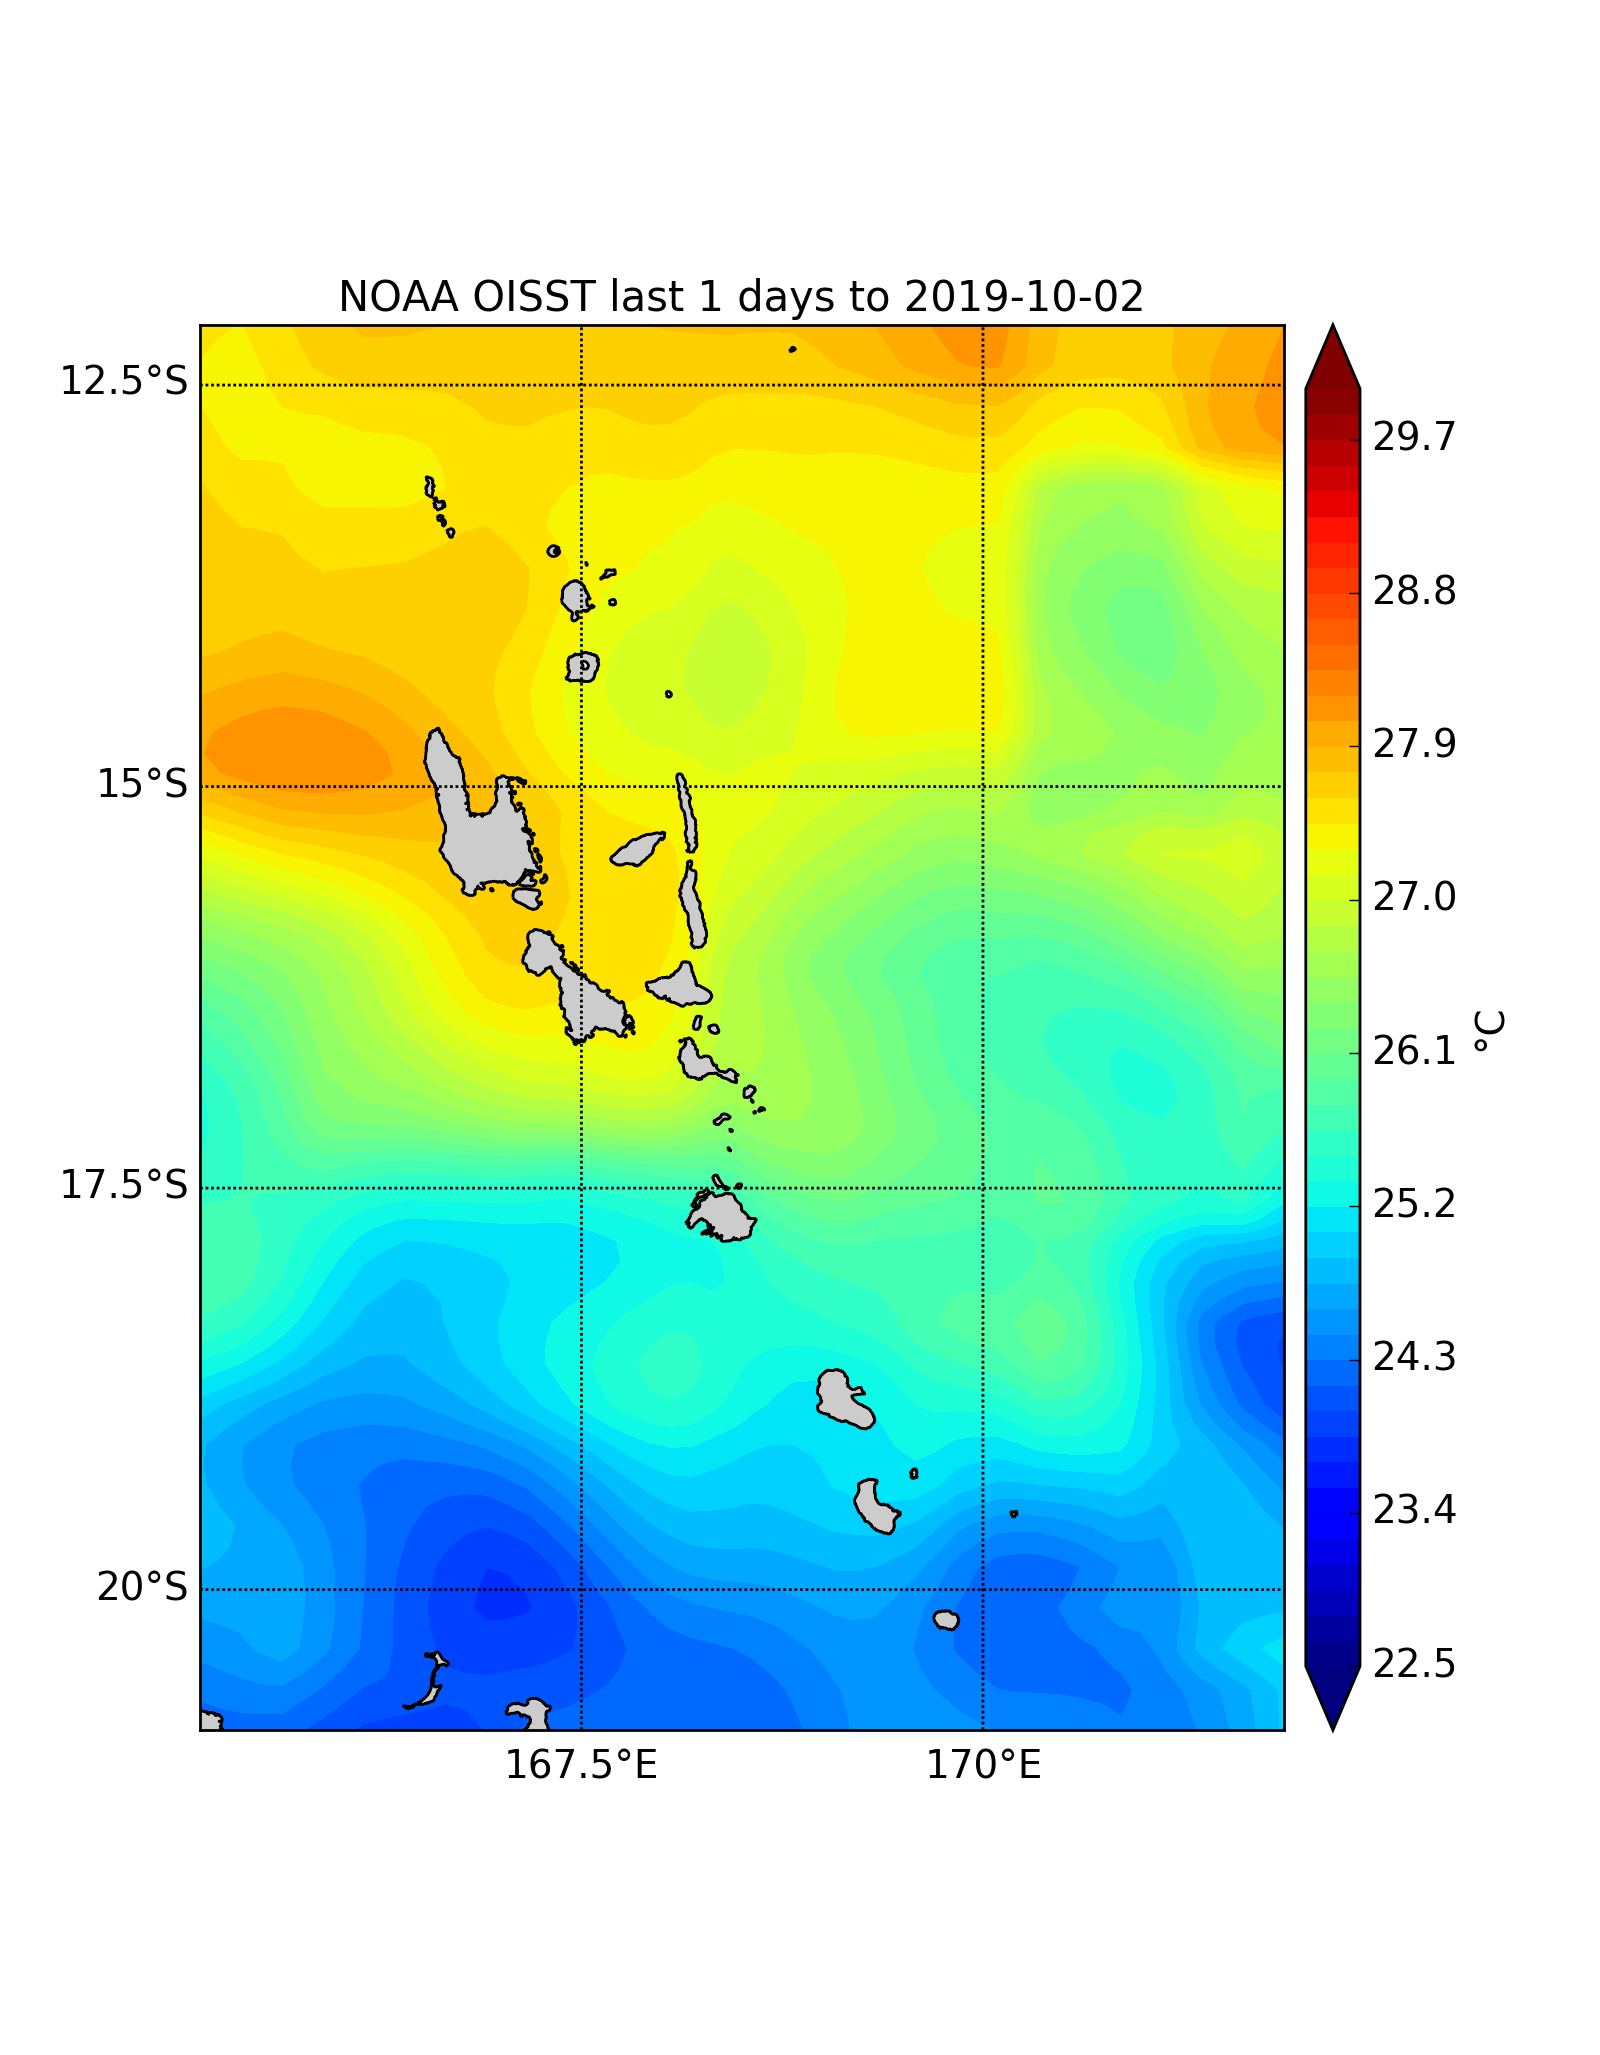 NOAA OISST last 1 days to 2019-10-02
12.5°S
15°S
17.5°S
20°S
167.5°E
170°E
29.7
28.8
27.9
27.0
26.1
25.2
24.3
23.4
22.5
°C